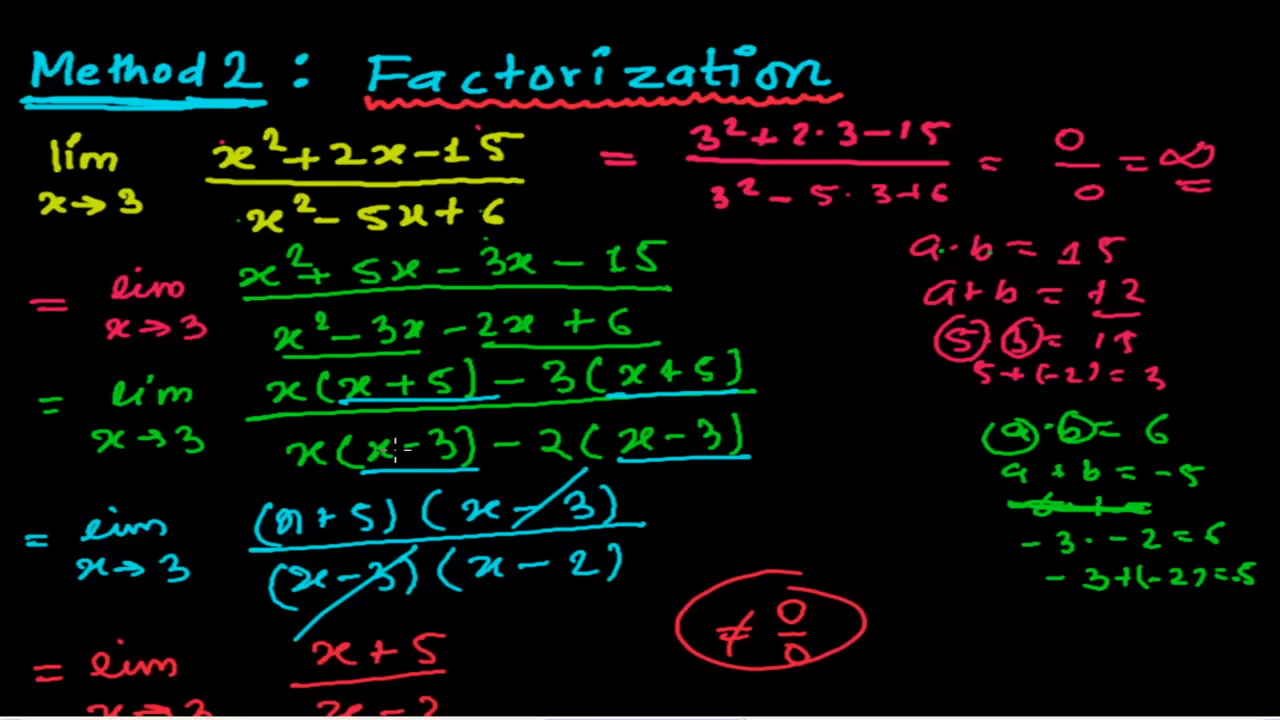 Method 2 : Factorization
lim x→3 (x²+2x-15)/(x²-5x+6) = (3²+2·3-15)/(3²-5·3+6) = 0/0 = ∞
= lim x→3 (x²+5x-3x-15)/(x²-3x-2x+6)
= lim x→3 (x(x+5)-3(x+5))/(x(x-3)-2(x-3))
= lim x→3 ((x+5)(x-3))/((x-3)(x-2))
= lim x→3 (x+5)/
≠ 0/0
a·b = 15
a+b = +2
5·3 = 15
5+(-2) = 3
(a)·b = 6
a+b = -5
-3·-2 = 6
-3+(-2) = -5